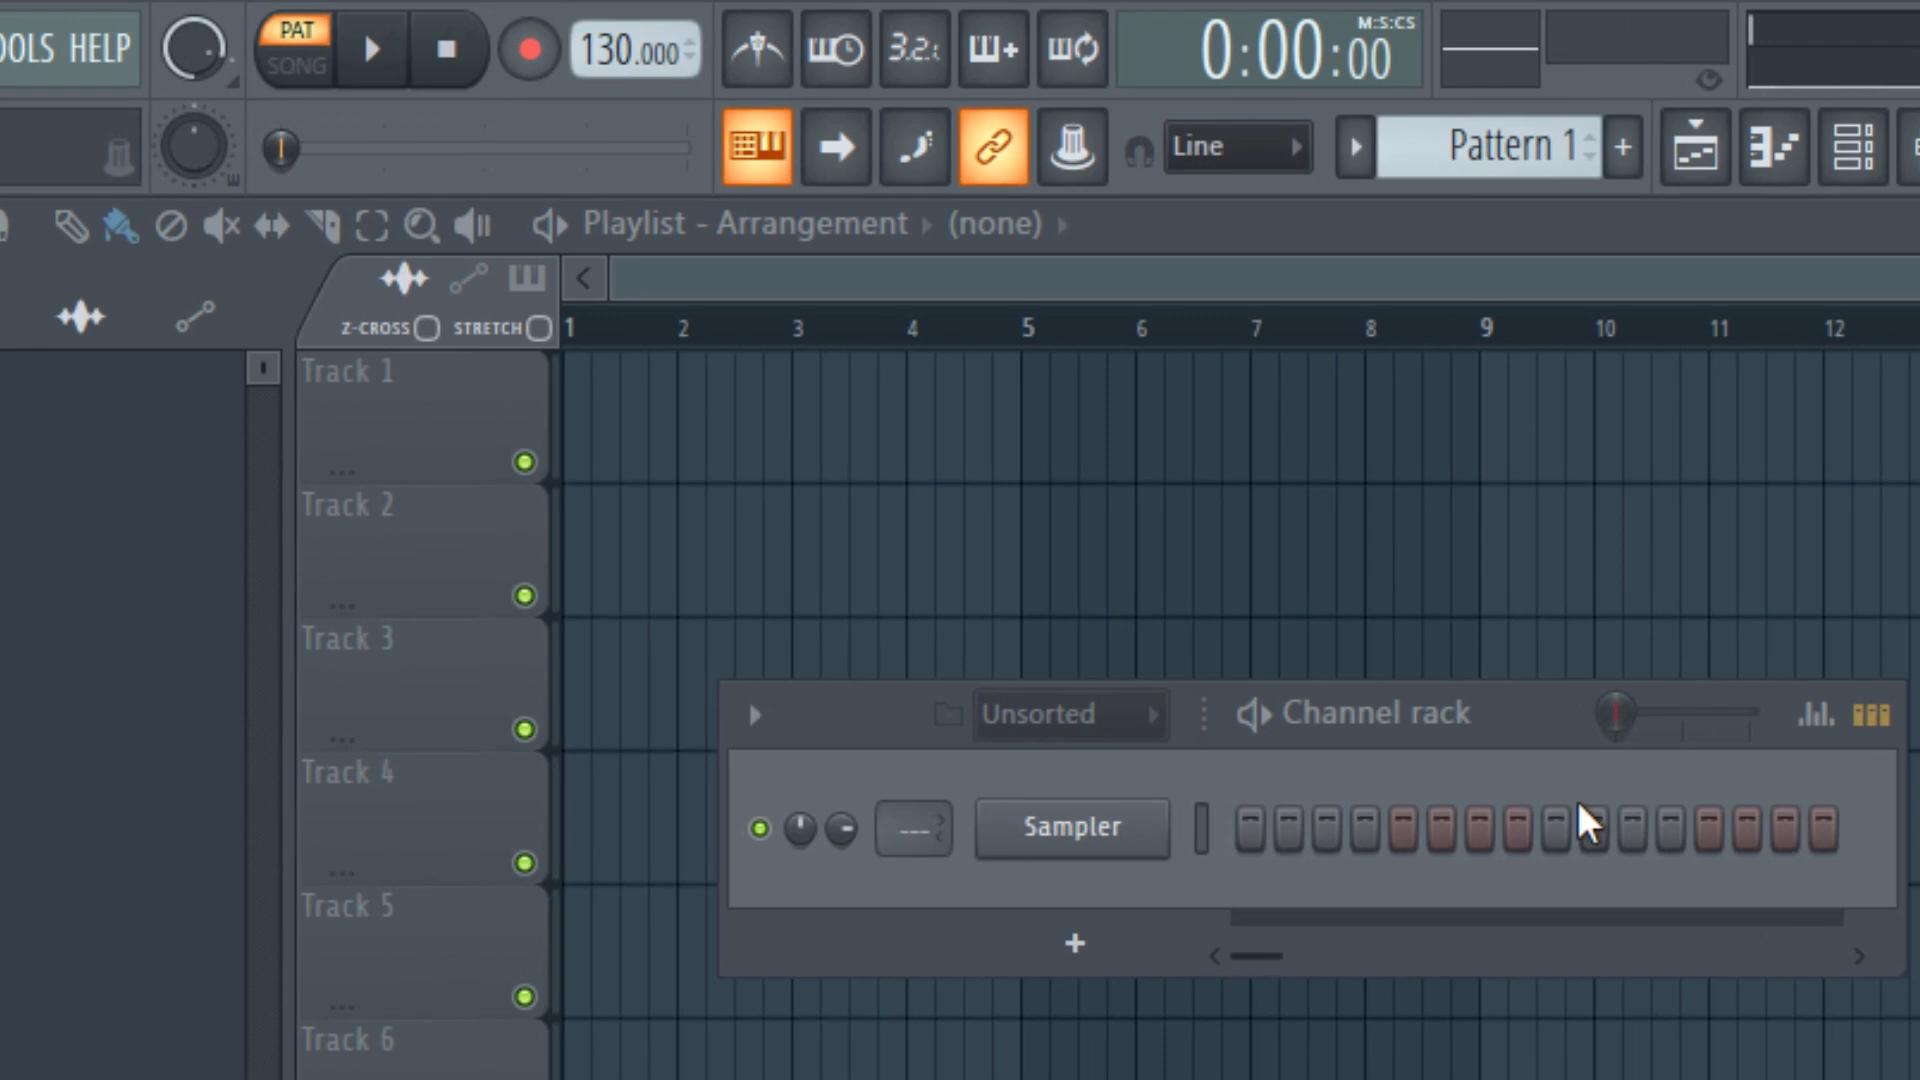 OOLS HELP
PAT
SONG
130.000
3.2.
M:S:CS
0:00:00
Line
Pattern 1
+
Playlist - Arrangement (none)
Z-CROSS STRETCH
1 2 3 4 5 6 7 8 9 10 11 12
Track 1
...
Track 2
...
Track 3
...
Unsorted
Channel rack
Track 4
...
---
Sampler
Track 5
...
+
Track 6